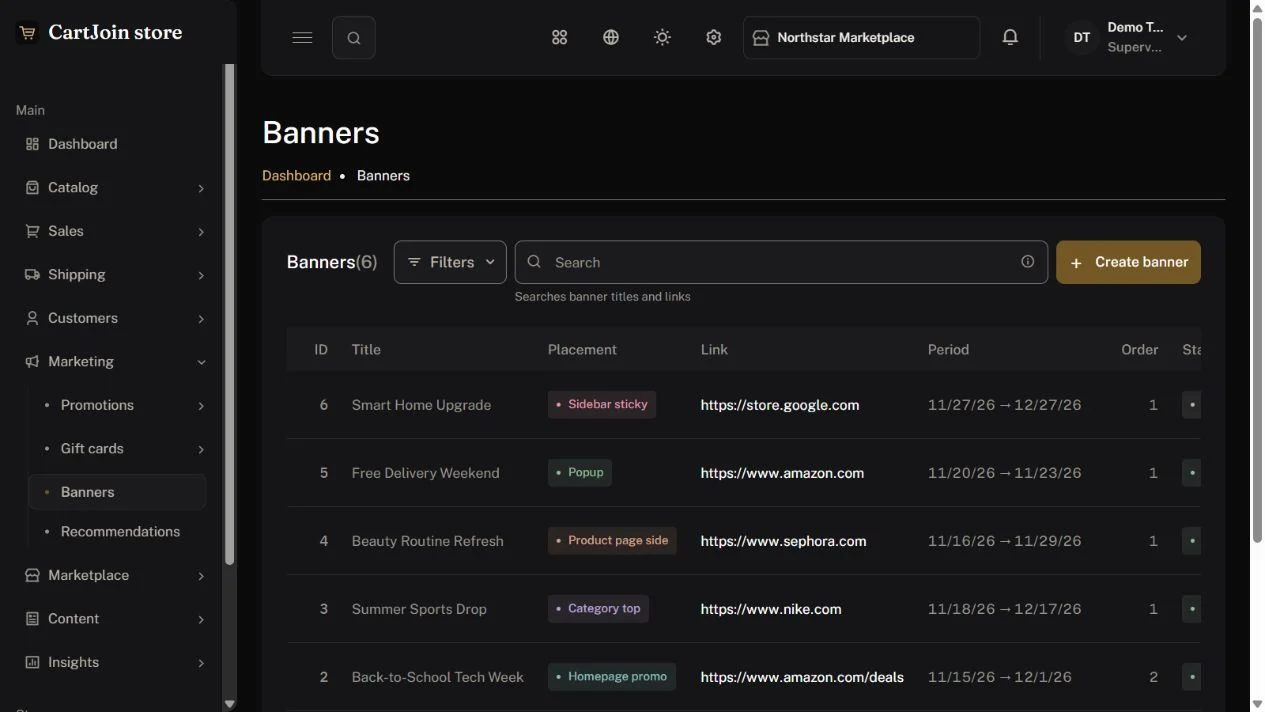 CartJoin store
Northstar Marketplace
DT
Demo T...
Superv...
Main
Dashboard
Catalog
Sales
Shipping
Customers
Marketing
Promotions
Gift cards
Banners
Recommendations
Marketplace
Content
Insights
Banners
Dashboard • Banners
Banners(6)
Filters
Search
+ Create banner
Searches banner titles and links
ID Title Placement Link Period Order Sta
6 Smart Home Upgrade • Sidebar sticky https://store.google.com 11/27/26 → 12/27/26 1
5 Free Delivery Weekend • Popup https://www.amazon.com 11/20/26 → 11/23/26 1
4 Beauty Routine Refresh • Product page side https://www.sephora.com 11/16/26 → 11/29/26 1
3 Summer Sports Drop • Category top https://www.nike.com 11/18/26 → 12/17/26 1
2 Back-to-School Tech Week • Homepage promo https://www.amazon.com/deals 11/15/26 → 12/1/26 2